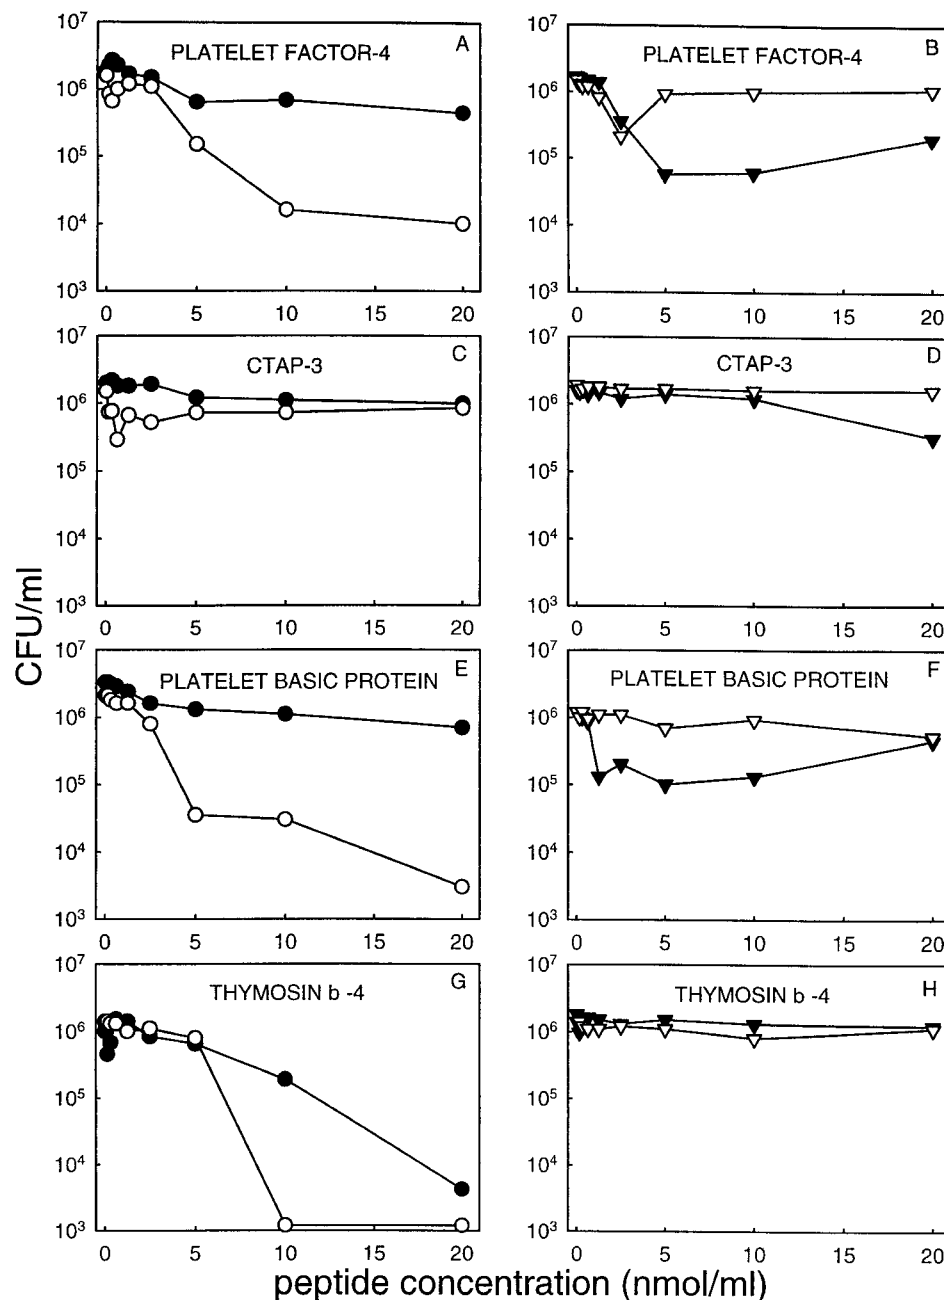 10⁷
10⁶
10⁵
10⁴
10³
PLATELET FACTOR-4
A
0 5 10 15 20
10⁷
10⁶
10⁵
10⁴
10³
PLATELET FACTOR-4
B
0 5 10 15 20
10⁷
10⁶
10⁵
10⁴
10³
CTAP-3
C
0 5 10 15 20
10⁷
10⁶
10⁵
10⁴
10³
CTAP-3
D
0 5 10 15 20
10⁷
10⁶
10⁵
10⁴
10³
PLATELET BASIC PROTEIN
E
0 5 10 15 20
10⁷
10⁶
10⁵
10⁴
10³
PLATELET BASIC PROTEIN
F
0 5 10 15 20
10⁷
10⁶
10⁵
10⁴
10³
THYMOSIN b -4
G
0 5 10 15 20
10⁷
10⁶
10⁵
10⁴
10³
THYMOSIN b -4
H
0 5 10 15 20
CFU/ml
peptide concentration (nmol/ml)